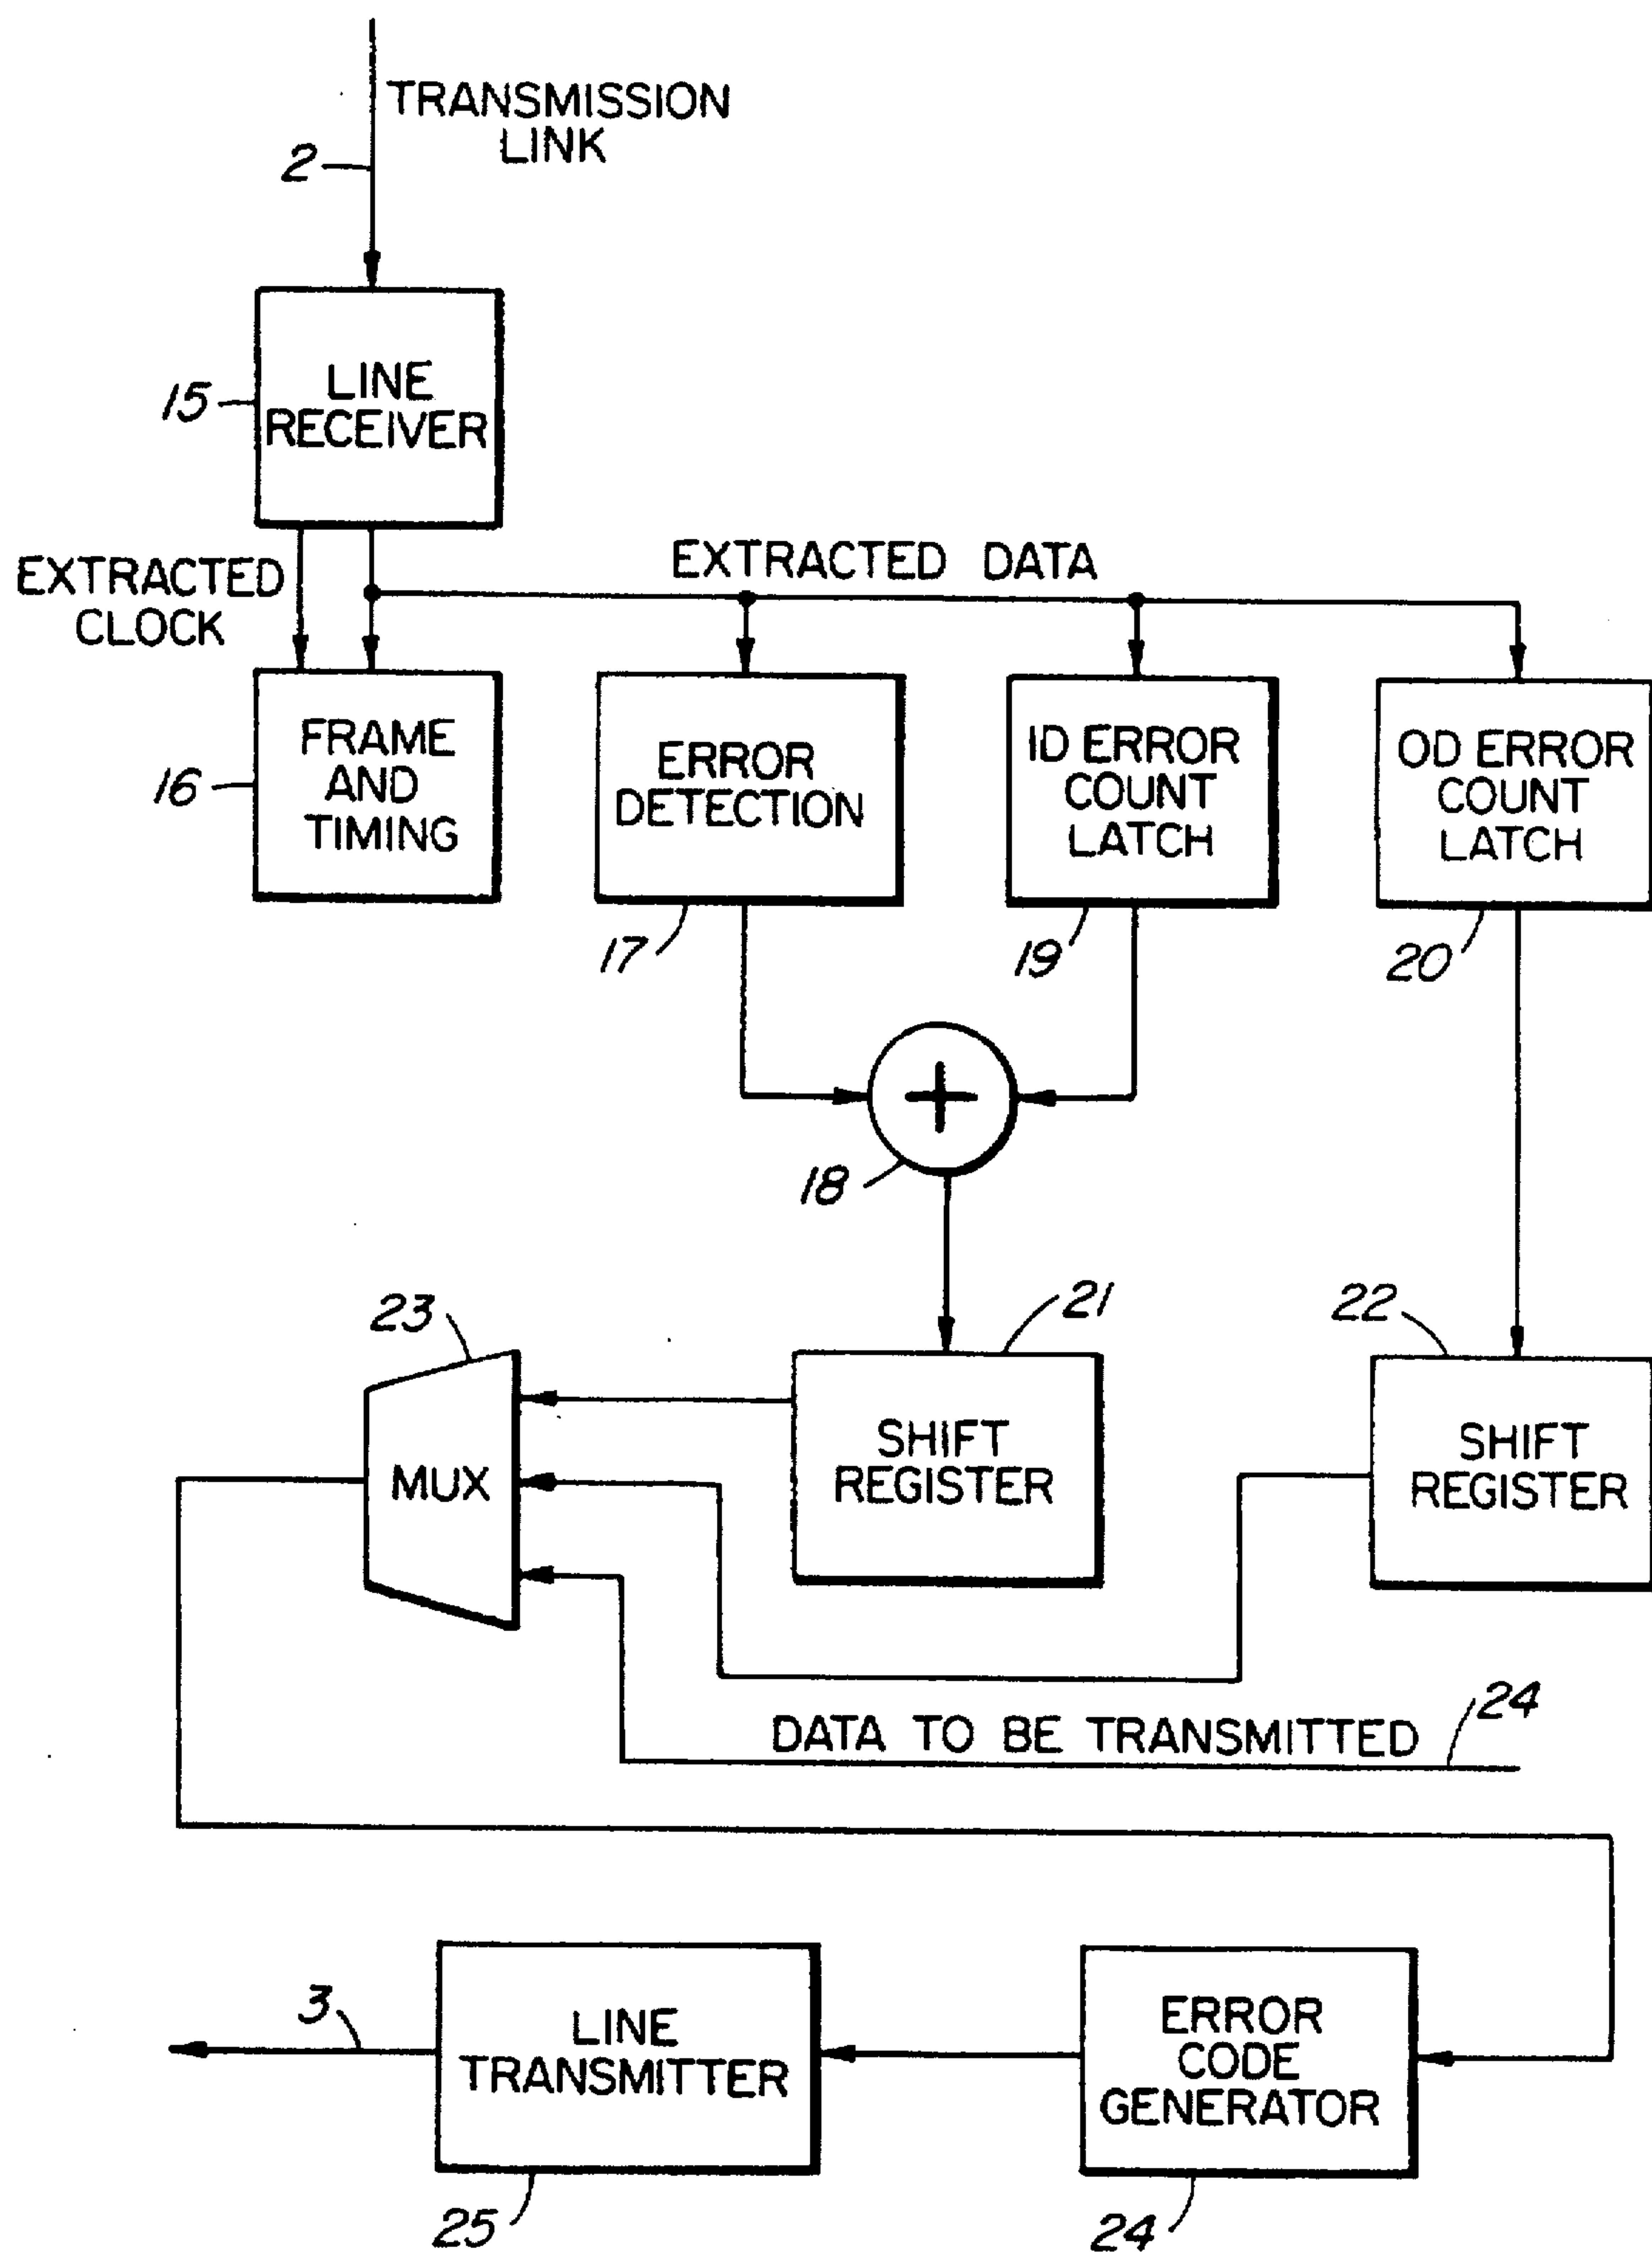 TRANSMISSION
LINK
2
15
LINE
RECEIVER
EXTRACTED
CLOCK
EXTRACTED DATA
16
FRAME
AND
TIMING
ERROR
DETECTION
ID ERROR
COUNT
LATCH
OD ERROR
COUNT
LATCH
17
19
20
18
23
21
22
MUX
SHIFT
REGISTER
SHIFT
REGISTER
DATA TO BE TRANSMITTED
24
3
LINE
TRANSMITTER
ERROR
CODE
GENERATOR
25
24